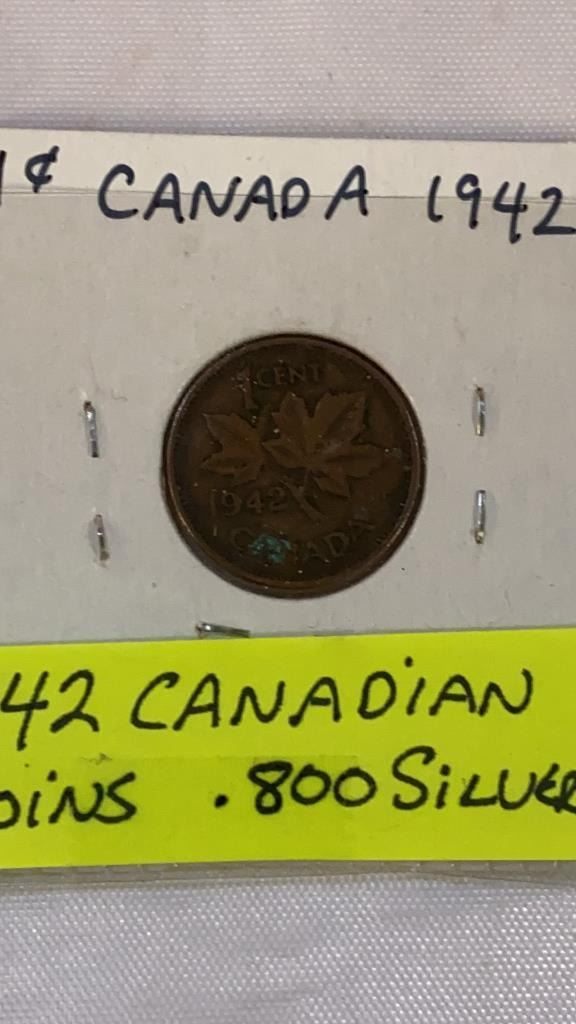 1¢ CANADA 1942
1 CENT
1942
CANADA
42 CANADIAN
OINS .800 SILVER